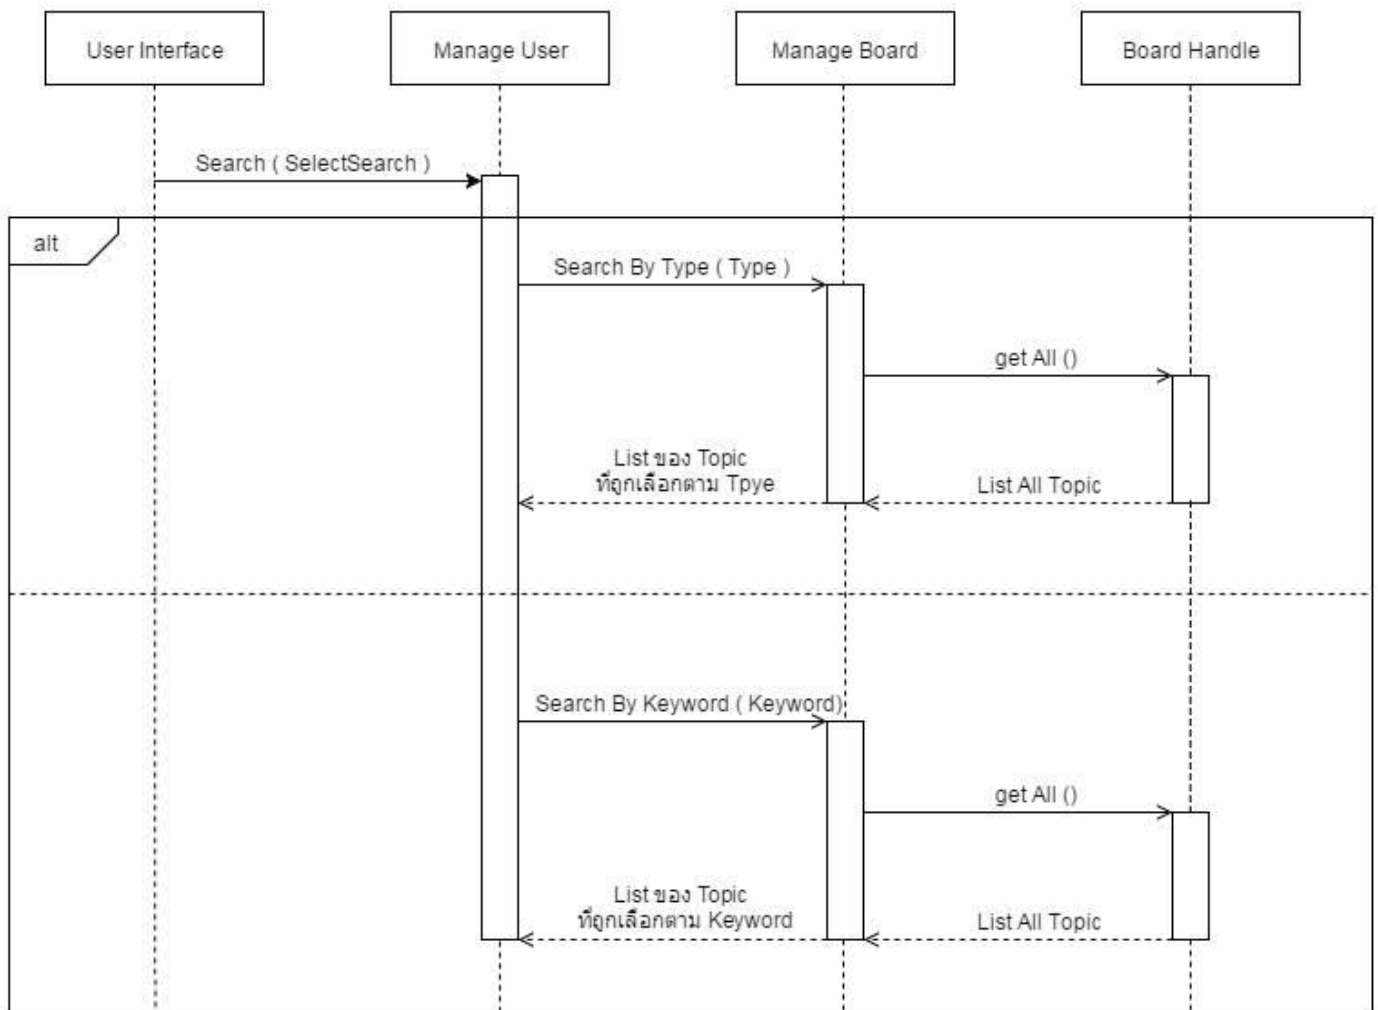 User Interface
Manage User
Manage Board
Board Handle
Search ( SelectSearch )
alt
Search By Type ( Type )
get All ()
List ของ Topic
ที่ถูกเลือกตาม Tpye
List All Topic
Search By Keyword ( Keyword)
get All ()
List ของ Topic
ที่ถูกเลือกตาม Keyword
List All Topic